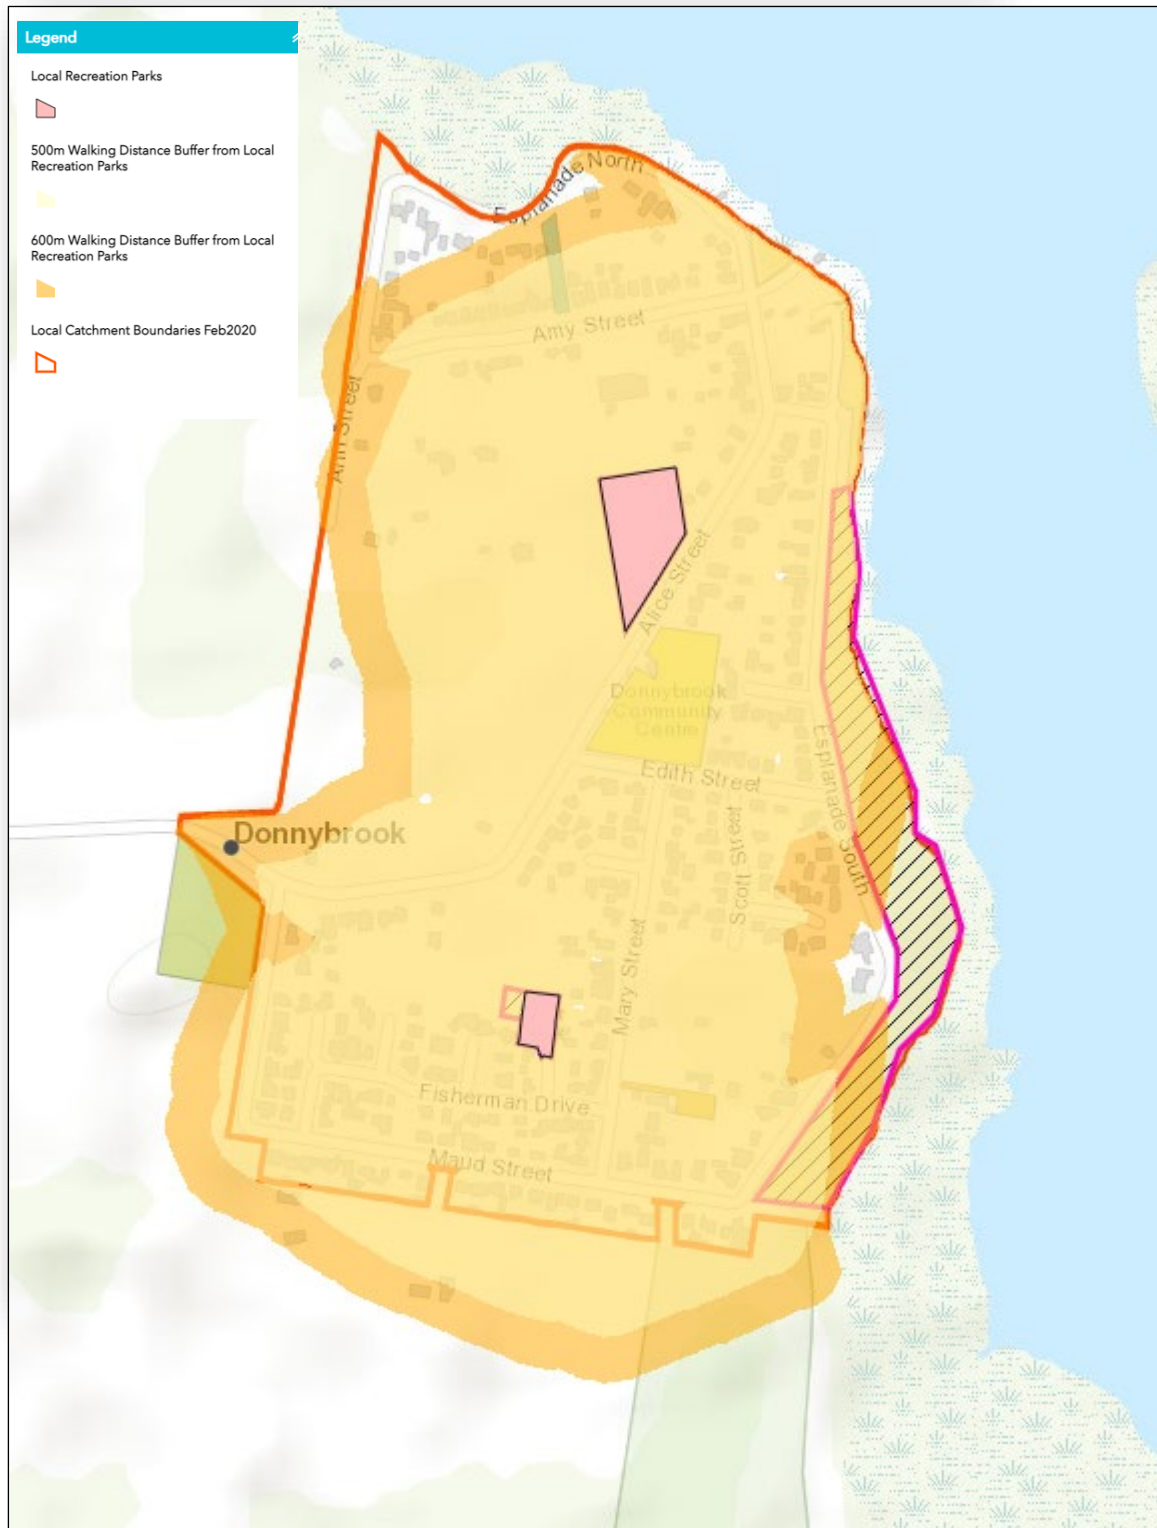 Legend
Local Recreation Parks
500m Walking Distance Buffer from Local
Recreation Parks
600m Walking Distance Buffer from Local
Recreation Parks
Local Catchment Boundaries Feb2020
Esplanade North
Amy Street
Ann Street
Alice Street
Donnybrook
Community
Centre
Esplanade South
Edith Street
Donnybrook
Scott Street
Mary Street
Fisherman Drive
Maud Street